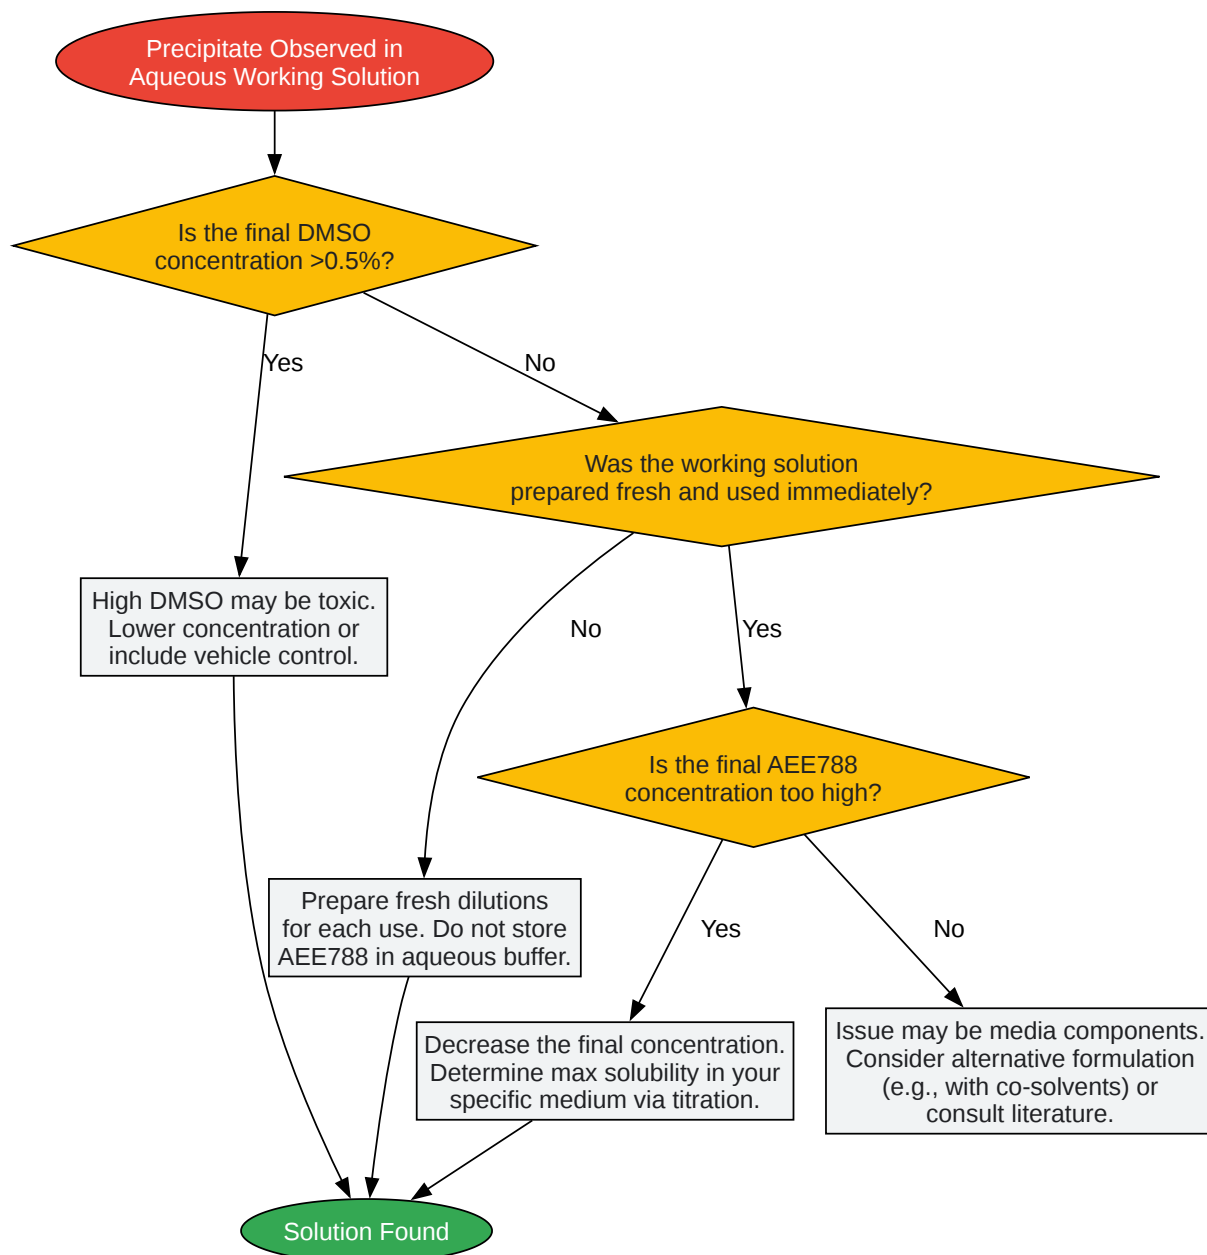 Precipitate Observed in
Aqueous Working Solution
Is the final DMSO
concentration >0.5%?
Yes
No
Was the working solution
prepared fresh and used immediately?
High DMSO may be toxic.
Lower concentration or
include vehicle control.
No
Yes
Is the final AEE788
concentration too high?
Prepare fresh dilutions
for each use. Do not store
AEE788 in aqueous buffer.
Yes
No
Decrease the final concentration.
Determine max solubility in your
specific medium via titration.
Issue may be media components.
Consider alternative formulation
(e.g., with co-solvents) or
consult literature.
Solution Found